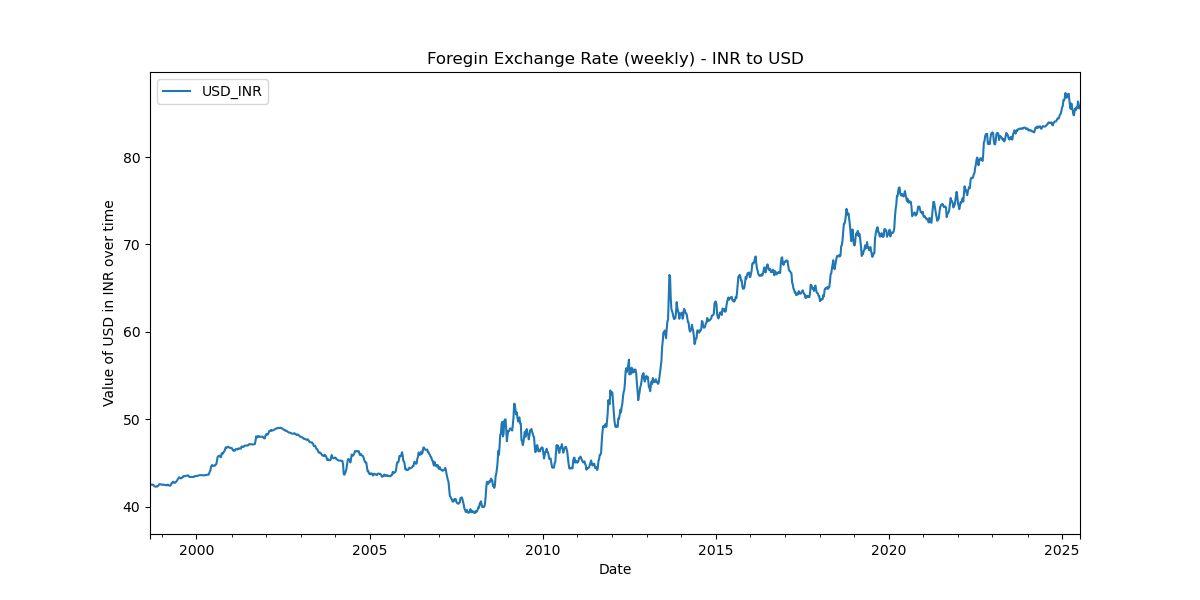 Foregin Exchange Rate (weekly) - INR to USD
USD_INR
Value of USD in INR over time
80
70
60
50
40
2000 2005 2010 2015 2020 2025
Date